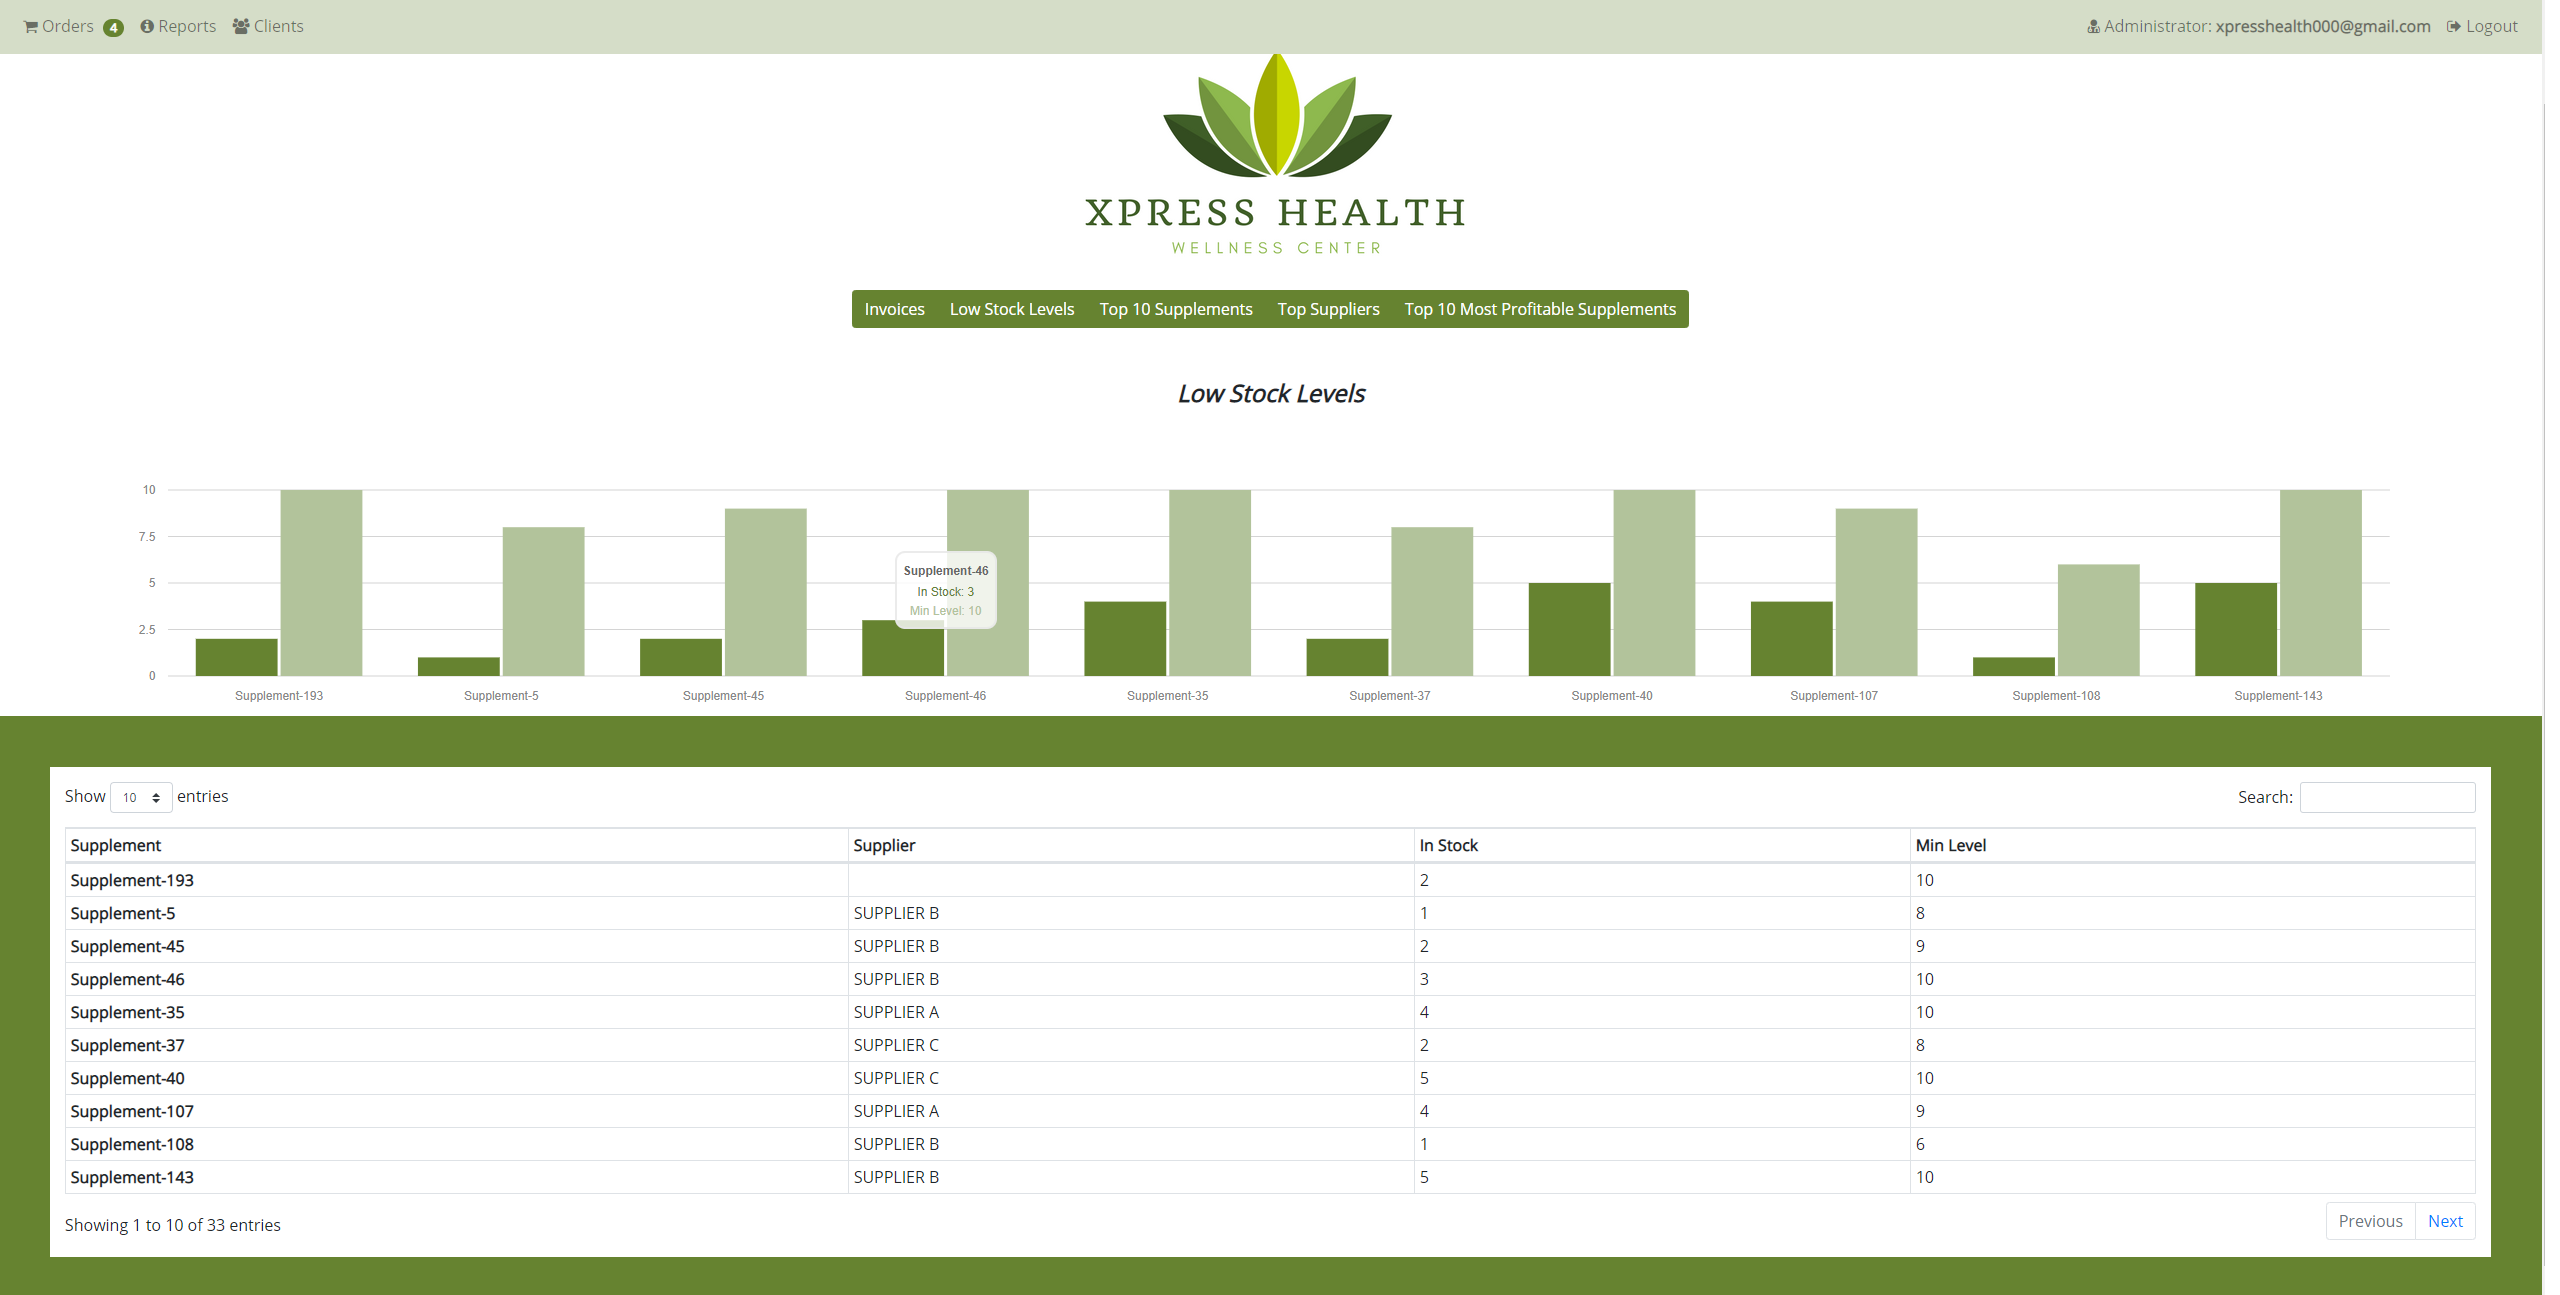 Orders 4 Reports Clients Administrator: xpresshealth000@gmail.com Logout
XPRESS HEALTH
WELLNESS CENTER
Invoices Low Stock Levels Top 10 Supplements Top Suppliers Top 10 Most Profitable Supplements
Low Stock Levels
10
7.5
5
2.5
0
Supplement-46
In Stock: 3
Min Level: 10
Supplement-193 Supplement-5 Supplement-45 Supplement-46 Supplement-35 Supplement-37 Supplement-40 Supplement-107 Supplement-108 Supplement-143
Show 10 entries Search:
Supplement Supplier In Stock Min Level
Supplement-193 2 10
Supplement-5 SUPPLIER B 1 8
Supplement-45 SUPPLIER B 2 9
Supplement-46 SUPPLIER B 3 10
Supplement-35 SUPPLIER A 4 10
Supplement-37 SUPPLIER C 2 8
Supplement-40 SUPPLIER C 5 10
Supplement-107 SUPPLIER A 4 9
Supplement-108 SUPPLIER B 1 6
Supplement-143 SUPPLIER B 5 10
Showing 1 to 10 of 33 entries Previous Next